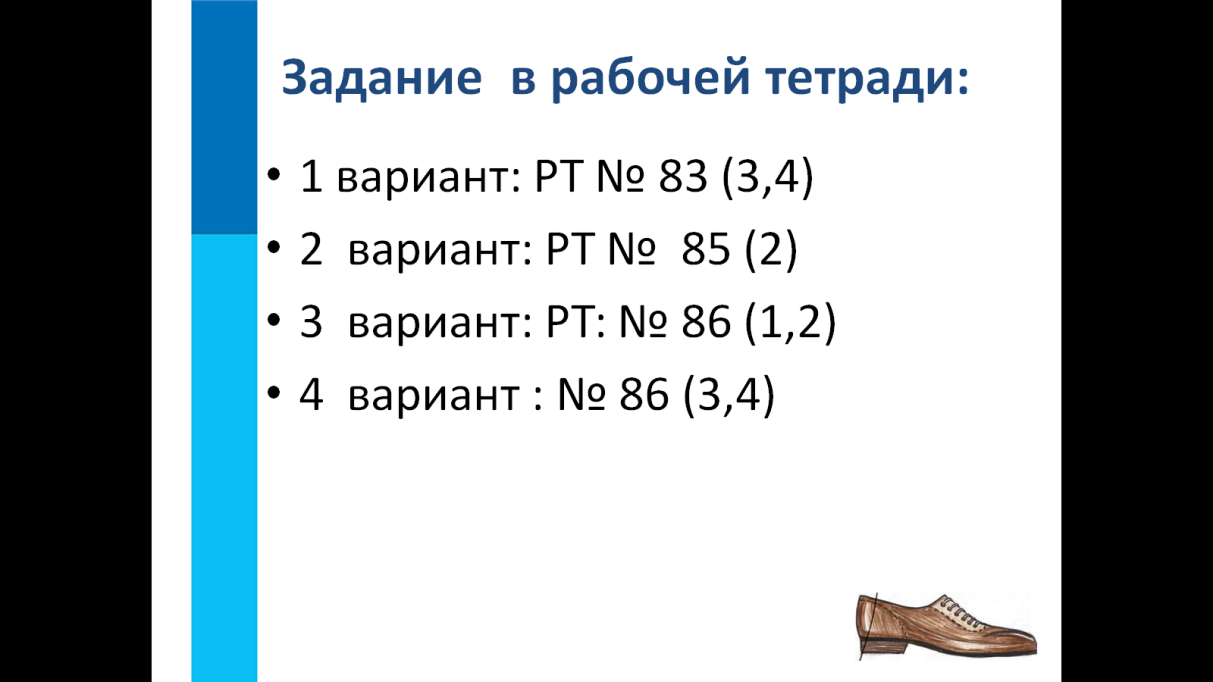 Задание в рабочей тетради:
• 1 вариант: РТ № 83 (3,4)
• 2 вариант: РТ № 85 (2)
• 3 вариант: РТ: № 86 (1,2)
• 4 вариант : № 86 (3,4)